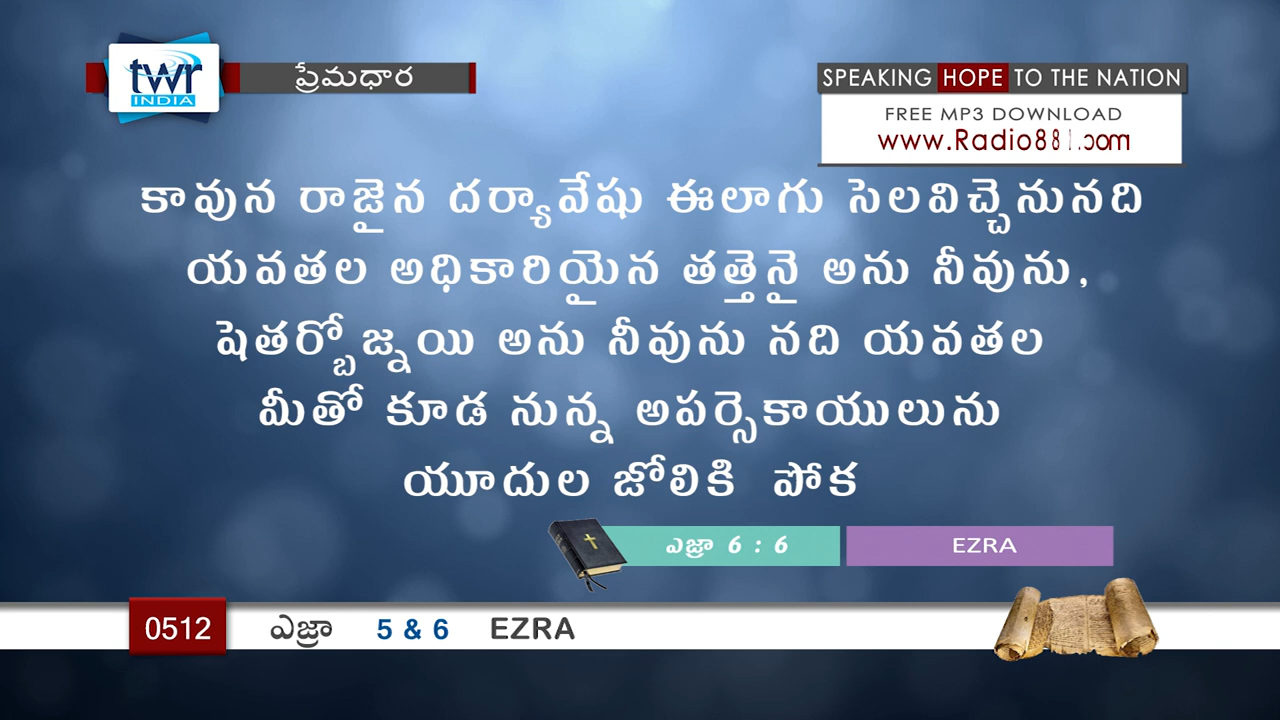 twr
INDIA
ప్రేమధార
SPEAKING HOPE TO THE NATION
FREE MP3 DOWNLOAD
www.Radio881.com
కావున రాజైన దర్యావేషు ఈలాగు సెలవిచ్చెనునది
యవతల అధికారియైన తత్తెనై అను నీవును,
షెతర్బోజ్నయి అను నీవును నది యవతల
మీతో కూడ నున్న అపర్సెకాయులును
యూదుల జోలికి పోక
ఎజ్రా 6 : 6
EZRA
0512 ఎజ్రా 5 & 6 EZRA